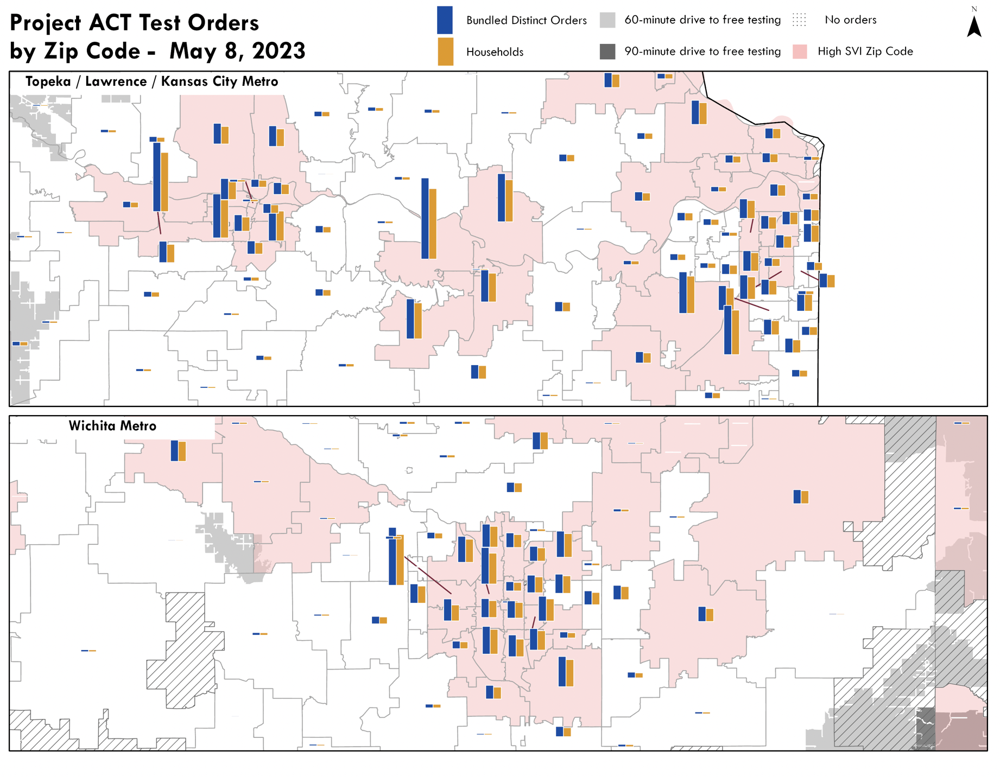 Project ACT Test Orders
by Zip Code - May 8, 2023
Bundled Distinct Orders
Households
60-minute drive to free testing
90-minute drive to free testing
No orders
High SVI Zip Code
N
Topeka / Lawrence / Kansas City Metro
Wichita Metro